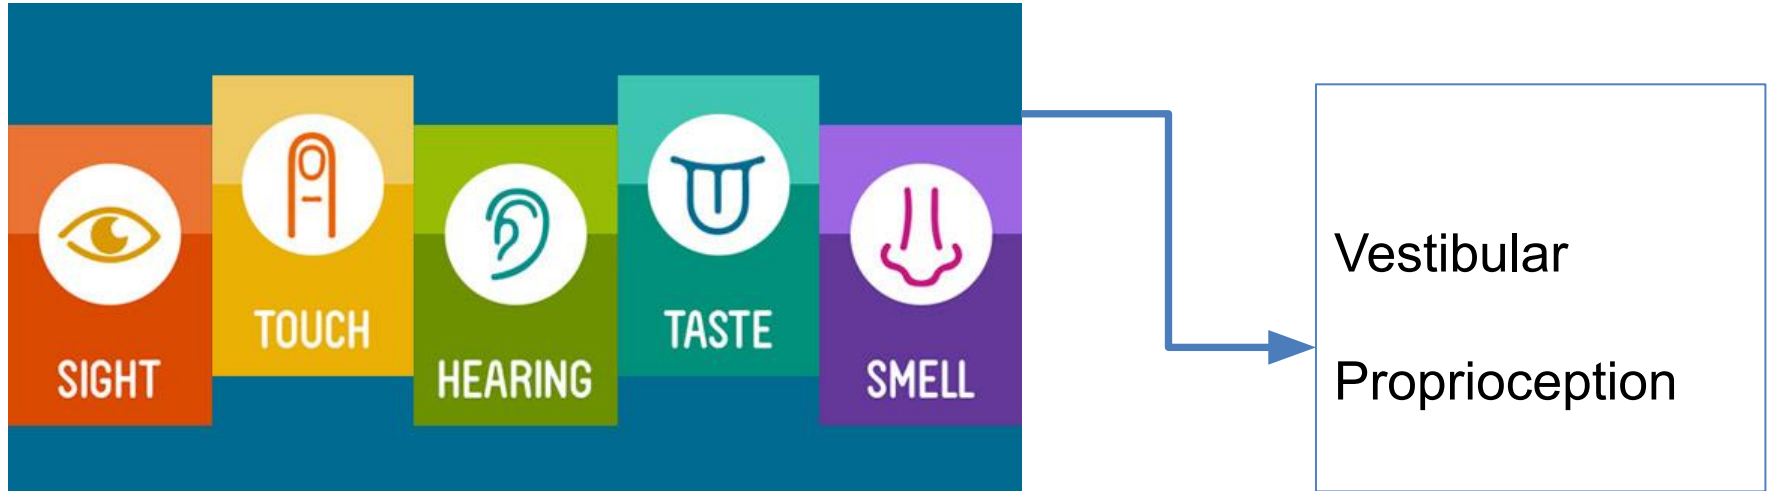 SIGHT
TOUCH
HEARING
TASTE
SMELL
Vestibular
Proprioception